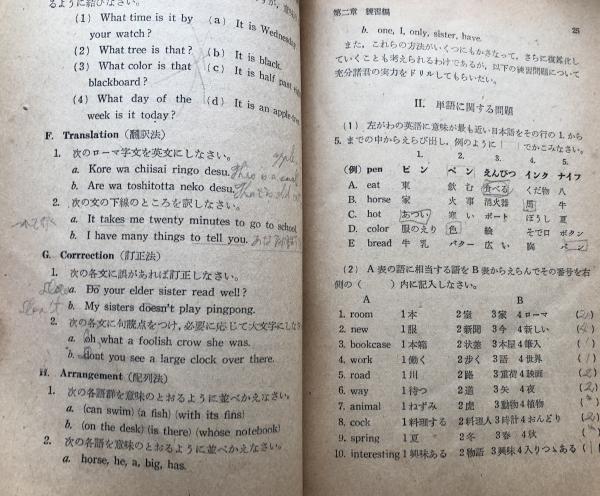 るように結びなさい。
(1) What time is it by (a) It is Wednesday
your watch?
(2) What tree is that? (b) It is black.
(3) What color is that (c) It is half past
blackboard?
(4) What day of the (d) It is an apple-tree
week is it today?
F. Translation (翻訳法)
1. 次のローマ字文を英文にしなさい。
a. Kore wa chiisai ringo desu.
b. Are wa toshitotta neko desu.
2. 次の文の下線のところを訳しなさい。
a. It takes me twenty minutes to go to school
b. I have many things to tell you.
G. Corrrection (訂正法)
1. 次の各文に誤があれば訂正しなさい。
a. Do your elder sister read well?
b. My sisters doesn't play pingpong.
2. 次の各文に句読点をつけ,必要に応じて大文字にしな
a. oh what a foolish crow she was.
b. dont you see a large clock over there.
H. Arrangement (配列法)
1. 次の各語群を意味のとおるように並べかえなさい。
a. (can swim) (a fish) (with its fins)
b. (on the desk) (is there) (whose notebook)
2. 次の各語を意味のとおるように並べかえなさい。
a. horse, he, a, big, has.
第二章 練習編 25
b. one, I, only, sister, have.
また,これらの方法がいくつにもかさなって,さらに複雑化し
ていくことも考えられるわけであるが,以下の練習問題について
充分諸君の実力をドリルしてもらいたい。
II. 単語に関する問題
(1) 左がわの英語に意味が最も近い日本語をその行の 1. から
5. までの中からえらび出し,例のように でかこみなさい。
1. 2. 3. 4. 5.
(例) pen ピン ペン えんぴつ インク ナイフ
A. eat 東 飲む 食べる くだ物 八
B. horse 家 火事 消火器 馬 牛
C. hot あつい 寒い ボート ぼうし 夏
D. color 服のえり 色 絵 そで口 ボタン
E bread 牛乳 バター 広い 胸 パン
(2) A 表の語に相当する語を B 表からえらんでその番号を右
側の ( ) 内に記入しなさい。
A B
1. room 1本 2室 3家 4ローマ (2)
2. new 1服 2新聞 3今 4新しい
3. bookcase 1本箱 2状差 3本屋 4筆入
4. work 1働く 2歩く 3語 4世界
5. road 1川 2路 3重荷 4映画
6. way 1待つ 2道 3矢 4夜
7. animal 1ねずみ 2虎 3動物 4植物
8. cock 1料理する 2料理人 3時計 4おんどり
9. spring 1夏 2冬 3春 4秋
10. interesting 1興味ある 2物語 3興味 4入りつゝある